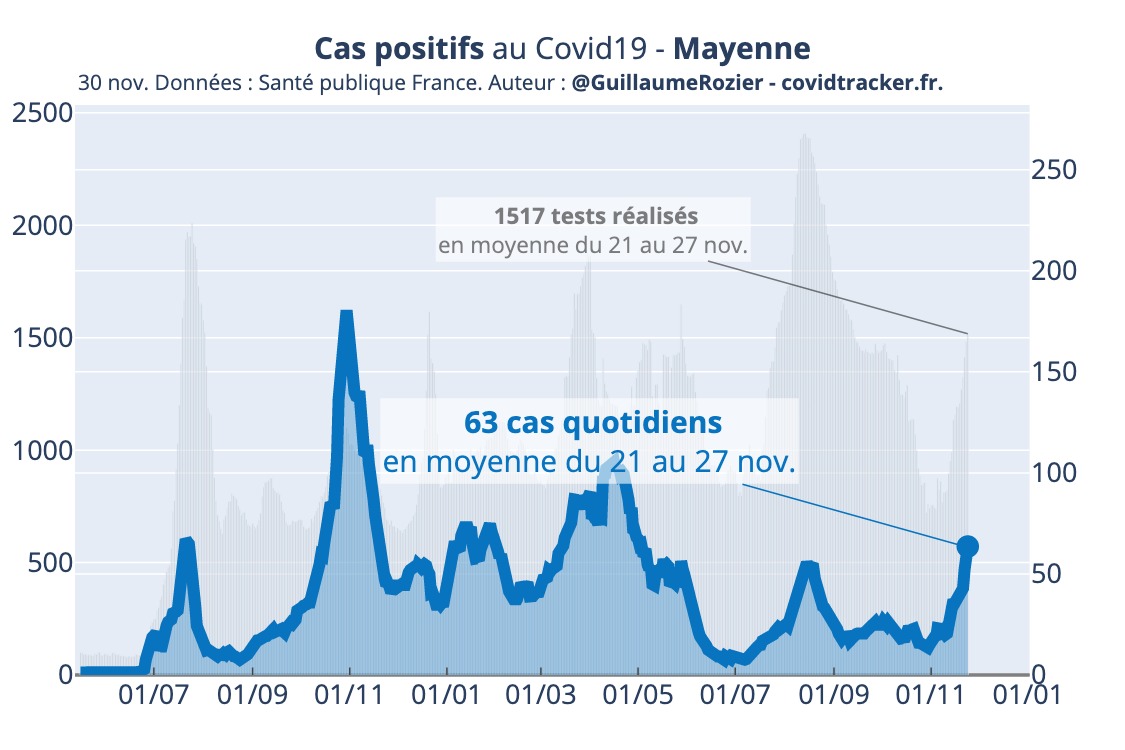 Cas positifs au Covid19 - Mayenne
30 nov. Données : Santé publique France. Auteur : @GuillaumeRozier - covidtracker.fr.
2500
2000
1500
1000
500
0
250
200
150
100
50
0
1517 tests réalisés
en moyenne du 21 au 27 nov.
63 cas quotidiens
en moyenne du 21 au 27 nov.
01/07 01/09 01/11 01/01 01/03 01/05 01/07 01/09 01/11 01/01